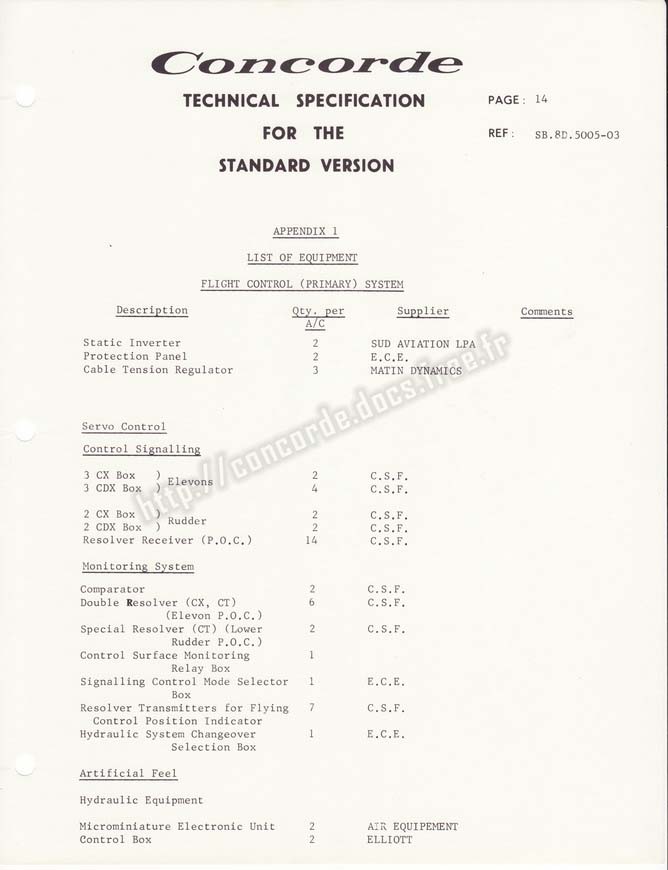 Concorde
TECHNICAL SPECIFICATION PAGE: 14
FOR THE REF: SB.8D.5005-03
STANDARD VERSION
APPENDIX 1
LIST OF EQUIPMENT
FLIGHT CONTROL (PRIMARY) SYSTEM
Description Qty. per Supplier Comments
A/C
Static Inverter 2 SUD AVIATION LPA
Protection Panel 2 E.C.E.
Cable Tension Regulator 3 MATIN DYNAMICS
Servo Control
Control Signalling
3 CX Box ) 2 C.S.F.
Elevons
3 CDX Box ) 4 C.S.F.
2 CX Box ) 2 C.S.F.
Rudder
2 CDX Box ) 2 C.S.F.
Resolver Receiver (P.O.C.) 14 C.S.F.
Monitoring System
Comparator 2 C.S.F.
Double Resolver (CX, CT) 6 C.S.F.
(Elevon P.O.C.)
Special Resolver (CT) (Lower 2 C.S.F.
Rudder P.O.C.)
Control Surface Monitoring 1
Relay Box
Signalling Control Mode Selector 1 E.C.E.
Box
Resolver Transmitters for Flying 7 C.S.F.
Control Position Indicator
Hydraulic System Changeover 1 E.C.E.
Selection Box
Artificial Feel
Hydraulic Equipment
Microminiature Electronic Unit 2 AIR EQUIPEMENT
Control Box 2 ELLIOTT
http://concorde.docs.free.fr